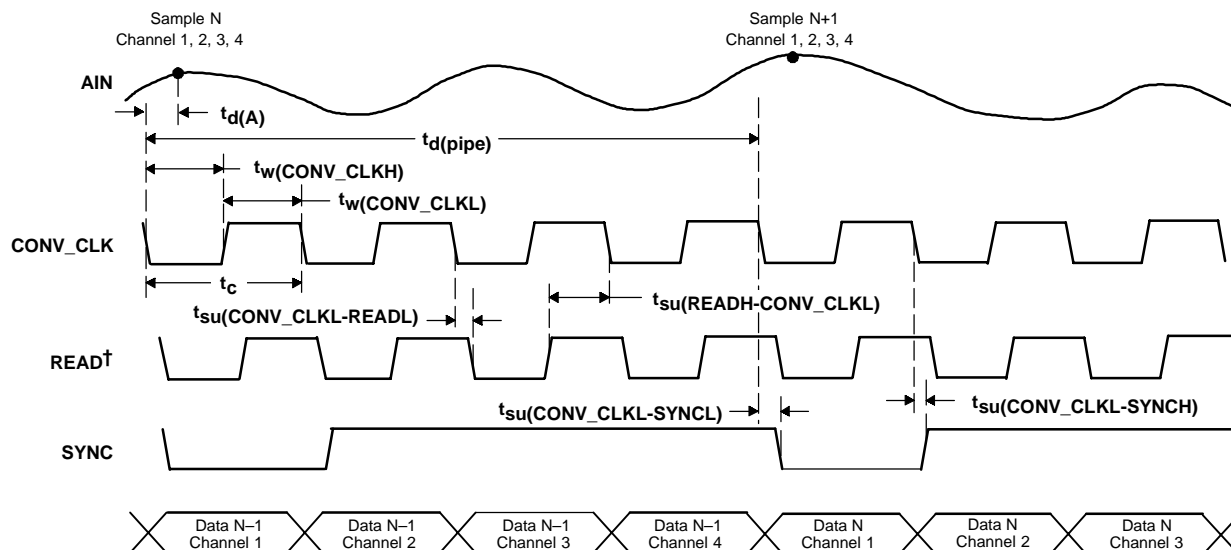 Sample N
Channel 1, 2, 3, 4
Sample N+1
Channel 1, 2, 3, 4
AIN
td(A)
td(pipe)
tw(CONV_CLKH)
tw(CONV_CLKL)
CONV_CLK
tc
tsu(CONV_CLKL-READL)
tsu(READH-CONV_CLKL)
READ†
tsu(CONV_CLKL-SYNCL)
tsu(CONV_CLKL-SYNCH)
SYNC
Data N–1
Channel 1
Data N–1
Channel 2
Data N–1
Channel 3
Data N–1
Channel 4
Data N
Channel 1
Data N
Channel 2
Data N
Channel 3